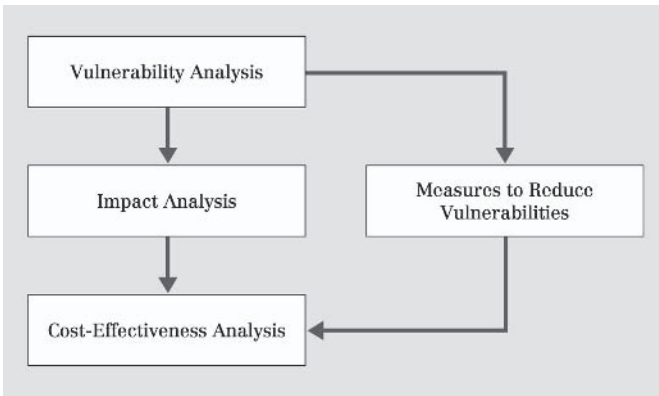 Vulnerability Analysis
Impact Analysis
Measures to Reduce
Vulnerabilities
Cost-Effectiveness Analysis